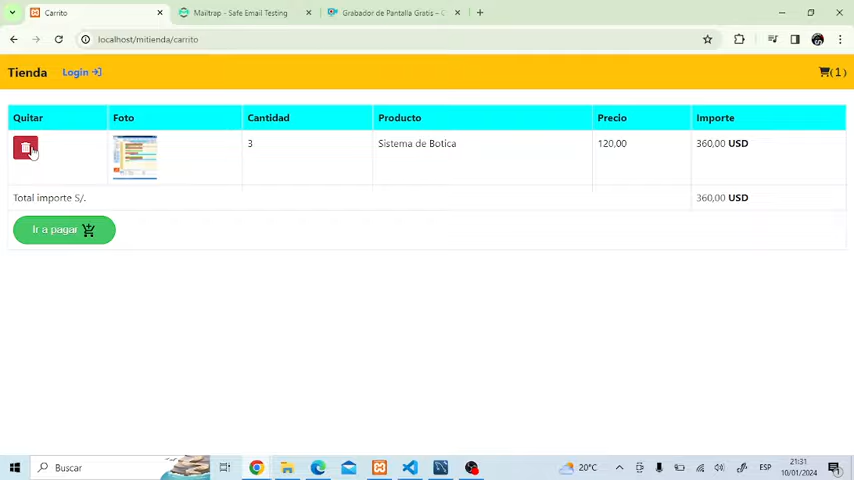 Carrito
Mailtrap - Safe Email Testing
Grabador de Pantalla Gratis – C
localhost/mitienda/carrito
Tienda Login (1)
Quitar Foto Cantidad Producto Precio Importe
3 Sistema de Botica 120,00 360,00 USD
Total importe S/. 360,00 USD
Ir a pagar
Buscar 20°C ESP 21:31
10/01/2024